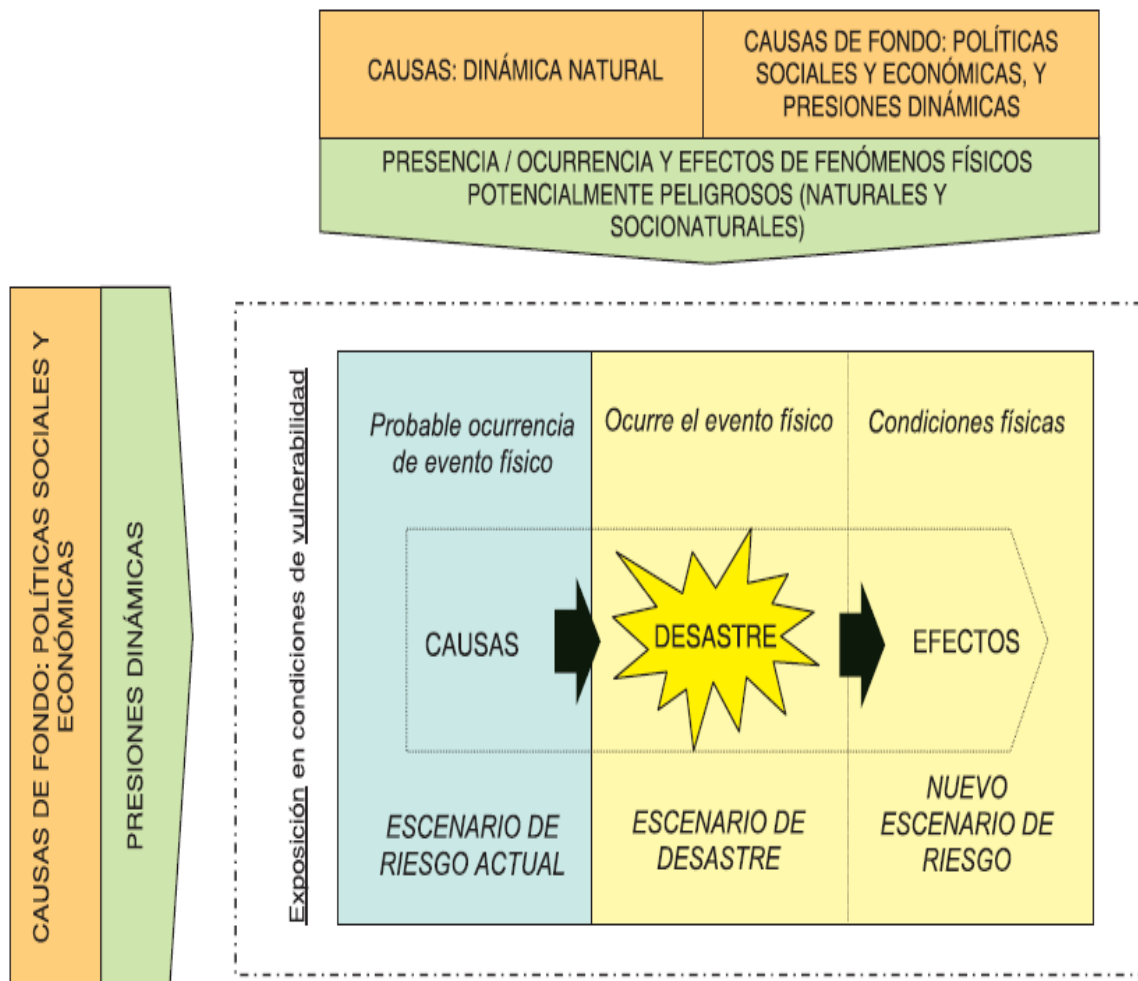 CAUSAS: DINÁMICA NATURAL
CAUSAS DE FONDO: POLÍTICAS
SOCIALES Y ECONÓMICAS, Y
PRESIONES DINÁMICAS
PRESENCIA / OCURRENCIA Y EFECTOS DE FENÓMENOS FÍSICOS
POTENCIALMENTE PELIGROSOS (NATURALES Y
SOCIONATURALES)
CAUSAS DE FONDO: POLÍTICAS SOCIALES Y
ECONÓMICAS
PRESIONES DINÁMICAS
Exposición en condiciones de vulnerabilidad
Probable ocurrencia
de evento físico
Ocurre el evento físico
Condiciones físicas
CAUSAS
DESASTRE
EFECTOS
ESCENARIO DE
RIESGO ACTUAL
ESCENARIO DE
DESASTRE
NUEVO
ESCENARIO DE
RIESGO